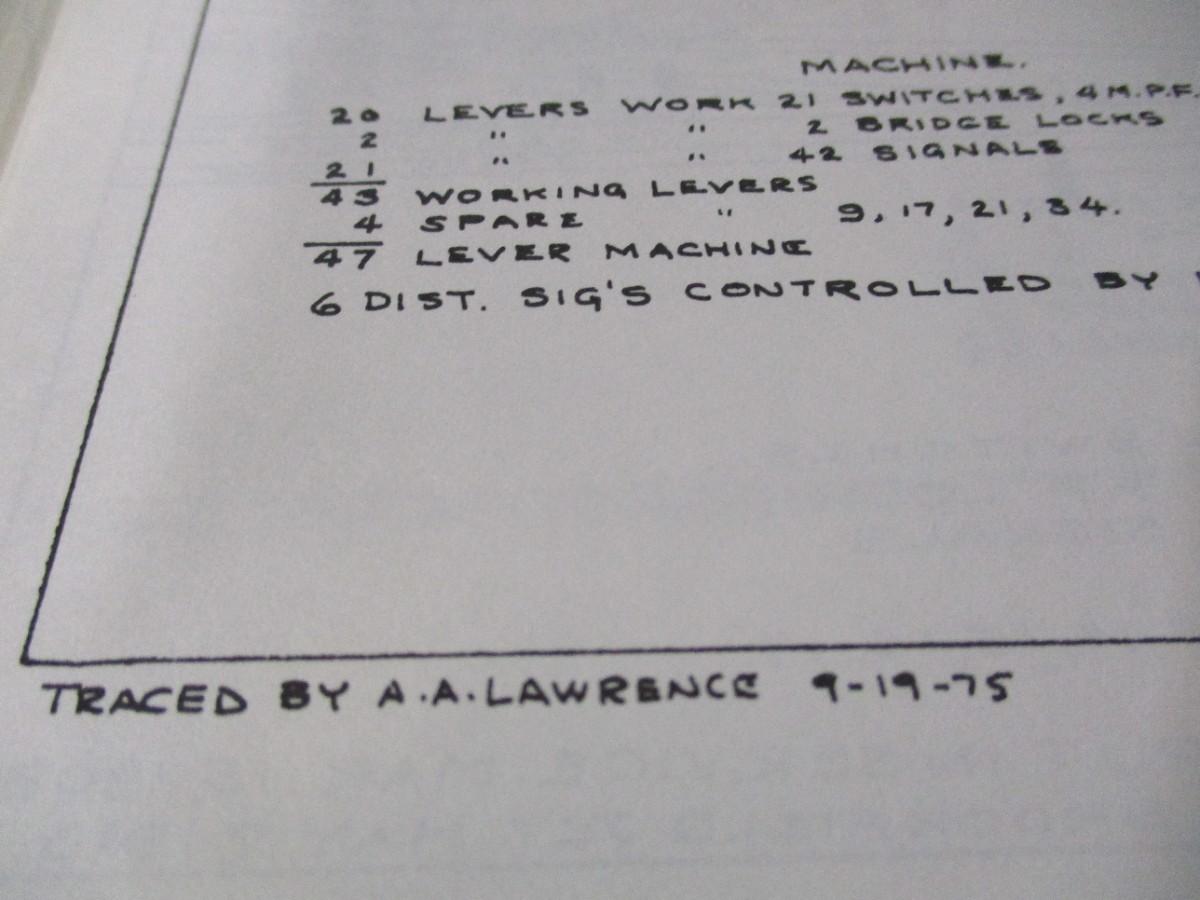 MACHINE.
20 LEVERS WORK 21 SWITCHES, 4 M.P.F.
2 " " 2 BRIDGE LOCKS
21 " " 42 SIGNALS
43 WORKING LEVERS
4 SPARE " 9, 17, 21, 34.
47 LEVER MACHINE
6 DIST. SIG'S CONTROLLED BY
TRACED BY A.A. LAWRENCE 9-19-75